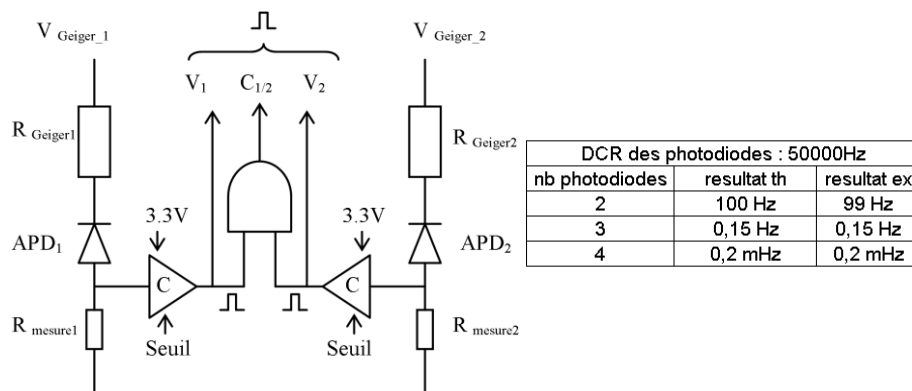 V Geiger_1
V Geiger_2
V1 C1/2 V2
R Geiger1
R Geiger2
3.3V
3.3V
APD1
APD2
C
C
R mesure1
R mesure2
Seuil
Seuil
DCR des photodiodes : 50000Hz
nb photodiodes resultat th resultat ex
2 100 Hz 99 Hz
3 0,15 Hz 0,15 Hz
4 0,2 mHz 0,2 mHz